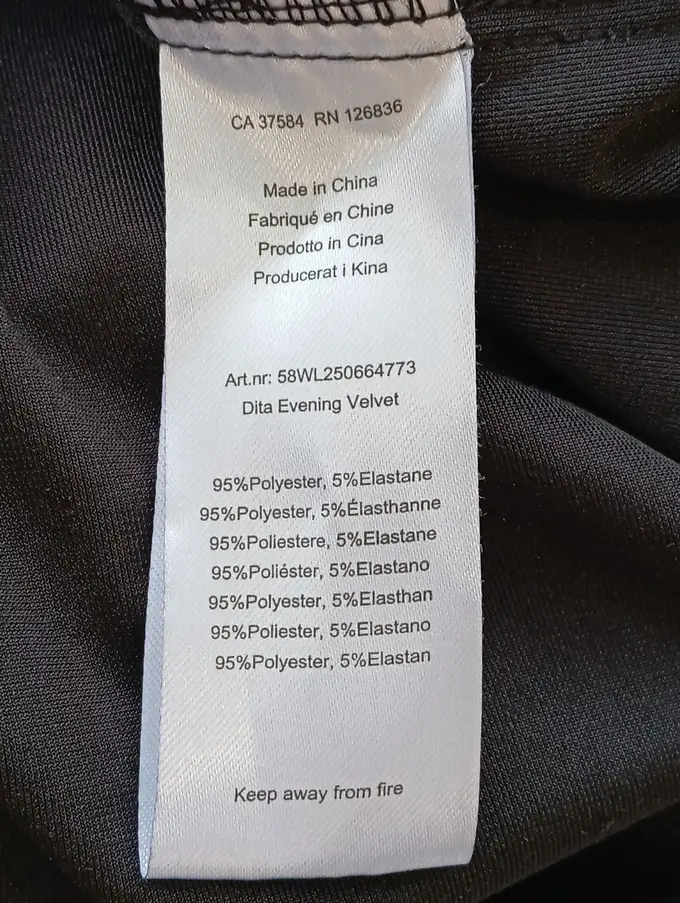 CA 37584 RN 126836
Made in China
Fabriqué en Chine
Prodotto in Cina
Producerat i Kina
Art.nr: 58WL250664773
Dita Evening Velvet
95%Polyester, 5%Elastane
95%Polyester, 5%Élasthanne
95%Poliestere, 5%Elastane
95%Poliéster, 5%Elastano
95%Polyester, 5%Elasthan
95%Poliester, 5%Elastano
95%Polyester, 5%Elastan
Keep away from fire